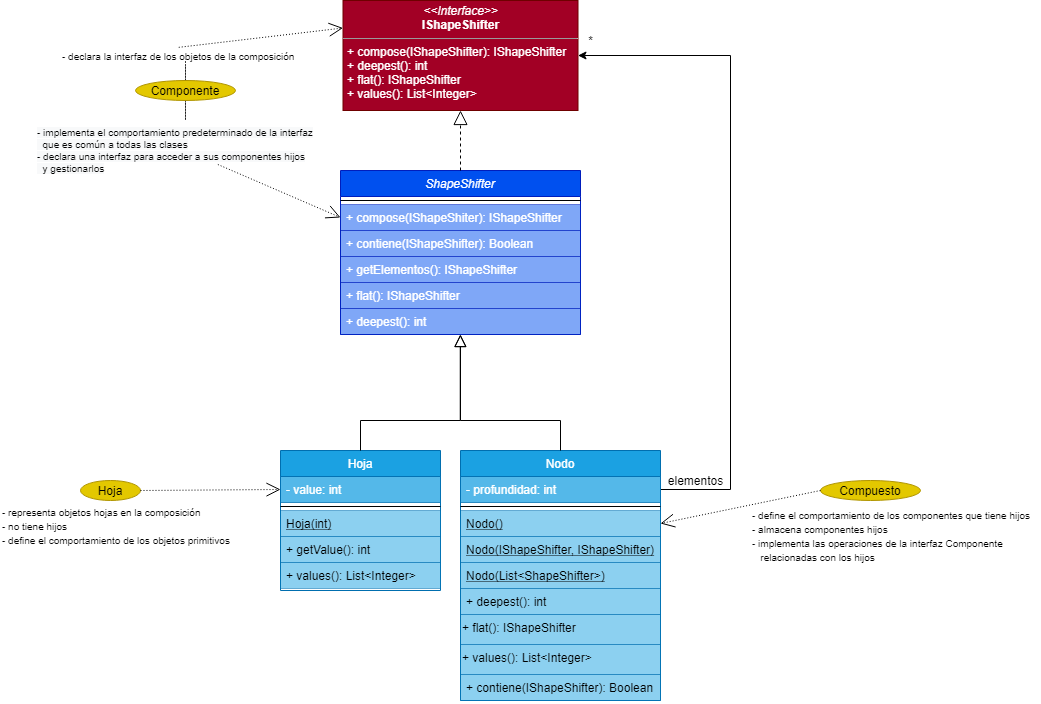 <<Interface>>
IShapeShifter
+ compose(IShapeShifter): IShapeShifter
+ deepest(): int
+ flat(): IShapeShifter
+ values(): List<Integer>
*
- declara la interfaz de los objetos de la composición
Componente
- implementa el comportamiento predeterminado de la interfaz
que es común a todas las clases
- declara una interfaz para acceder a sus componentes hijos
y gestionarlos
ShapeShifter
+ compose(IShapeShiter): IShapeShifter
+ contiene(IShapeShifter): Boolean
+ getElementos(): IShapeShifter
+ flat(): IShapeShifter
+ deepest(): int
Hoja
- representa objetos hojas en la composición
- no tiene hijos
- define el comportamiento de los objetos primitivos
Hoja
- value: int
Hoja(int)
+ getValue(): int
+ values(): List<Integer>
Nodo
- profundidad: int
Nodo()
Nodo(IShapeShifter, IShapeShifter)
Nodo(List<ShapeShifter>)
+ deepest(): int
+ flat(): IShapeShifter
+ values(): List<Integer>
+ contiene(IShapeShifter): Boolean
elementos
Compuesto
- define el comportamiento de los componentes que tiene hijos
- almacena componentes hijos
- implementa las operaciones de la interfaz Componente
relacionadas con los hijos